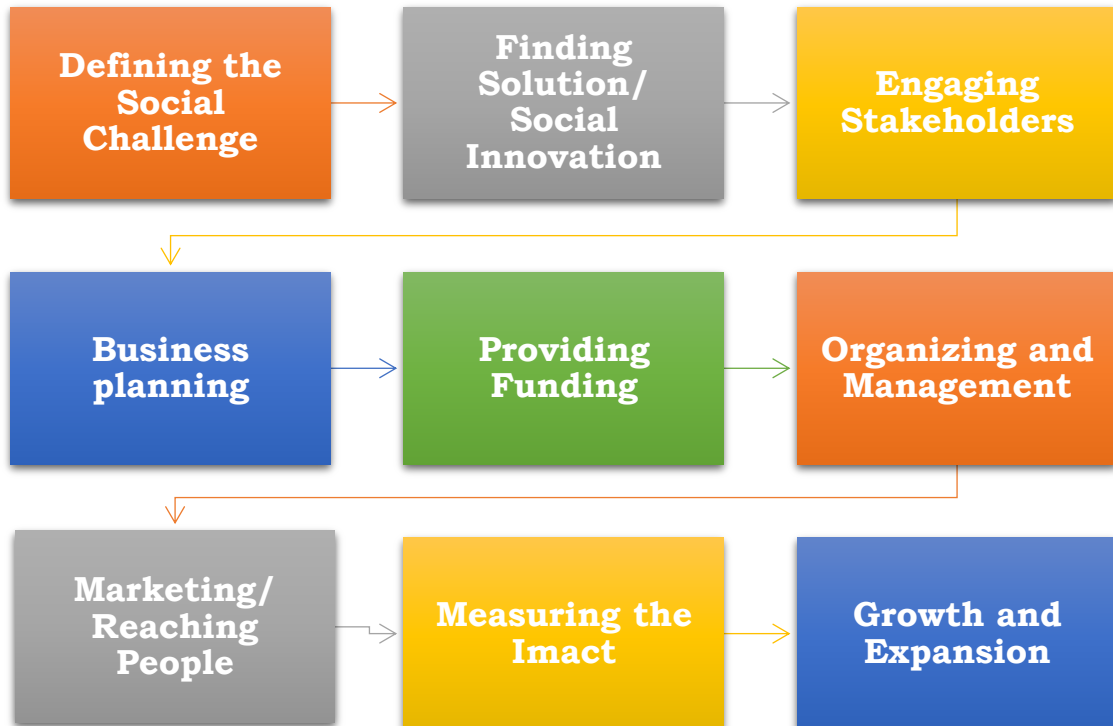 Defining the
Social
Challenge
Finding
Solution/
Social
Innovation
Engaging
Stakeholders
Business
planning
Providing
Funding
Organizing and
Management
Marketing/
Reaching
People
Measuring the
Imact
Growth and
Expansion